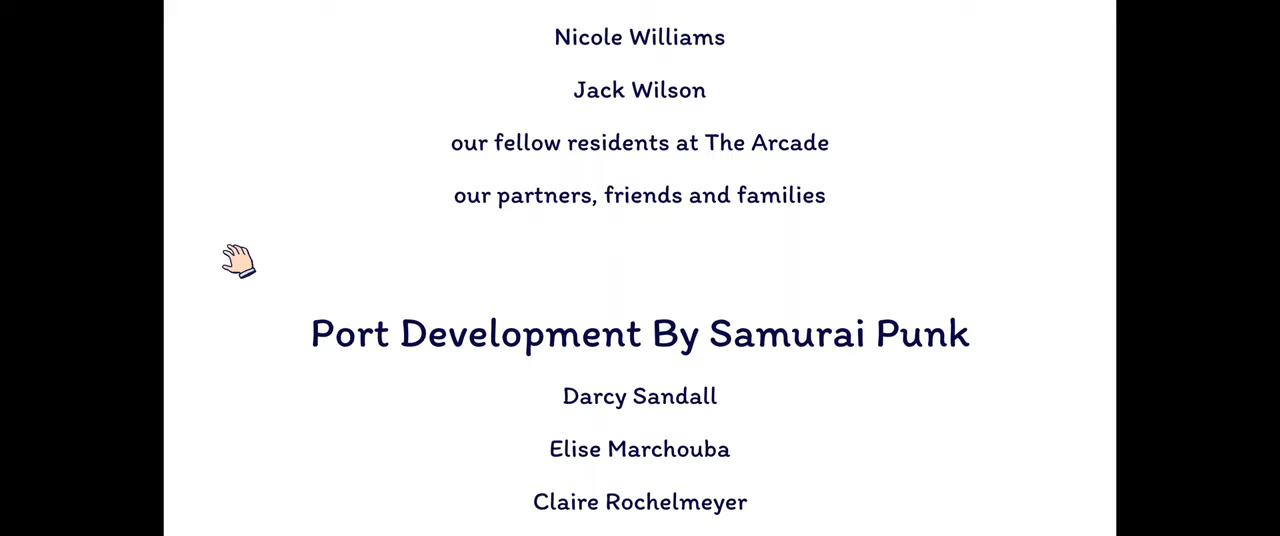 Nicole Williams
Jack Wilson
our fellow residents at The Arcade
our partners, friends and families
Port Development By Samurai Punk
Darcy Sandall
Elise Marchouba
Claire Rochelmeyer